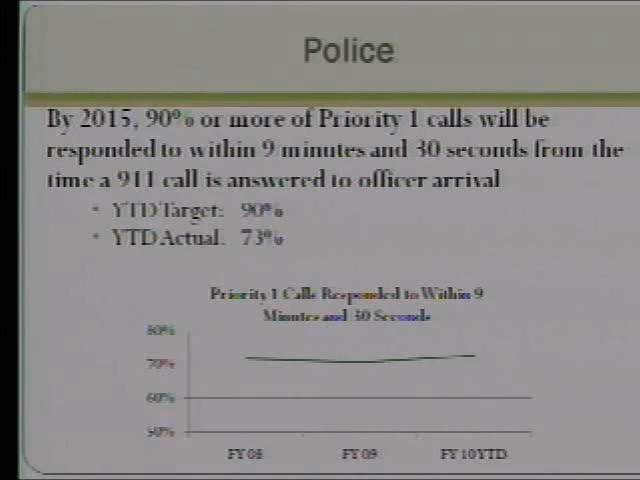 Police
By 2015, 90% or more of Priority 1 calls will be
responded to within 9 minutes and 30 seconds from the
time a 911 call is answered to officer arrival
• YTD Target: 90%
• YTD Actual: 73%
Priority 1 Calls Responded to Within 9
Minutes and 30 Seconds
80%
70%
60%
50%
FY 08 FY 09 FY 10 YTD